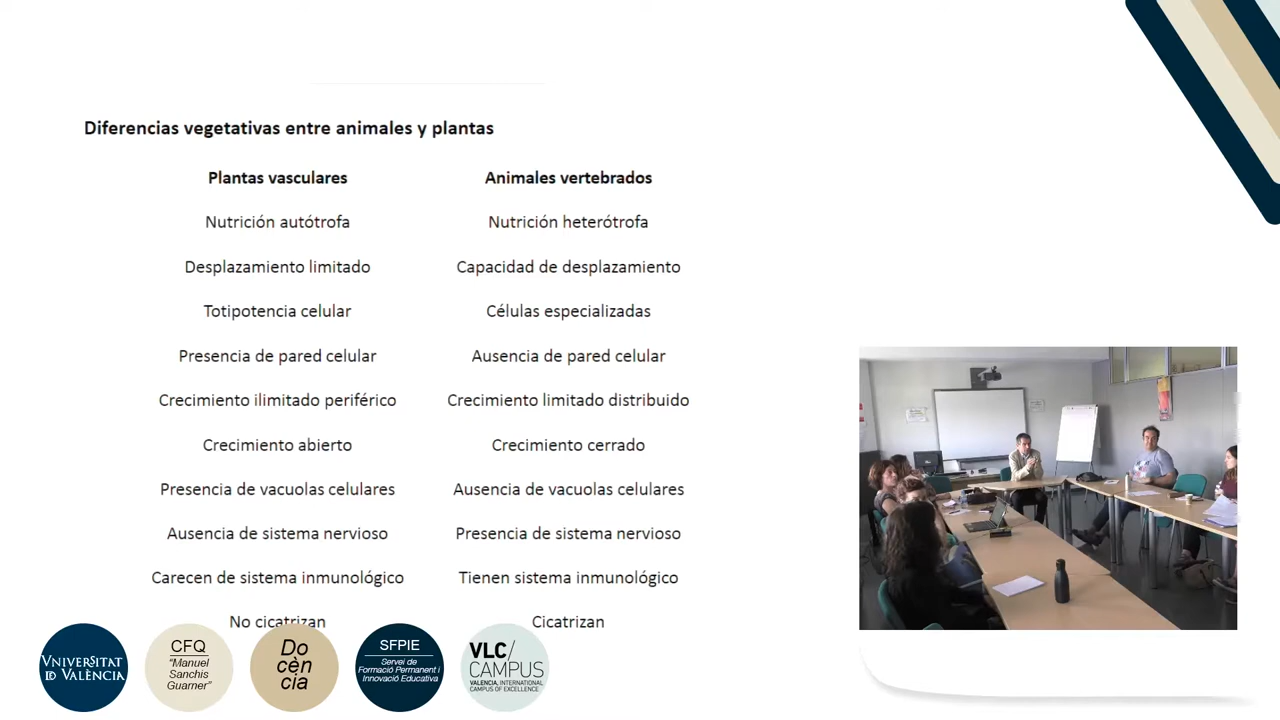 Diferencias vegetativas entre animales y plantas
Plantas vasculares Animales vertebrados
Nutrición autótrofa Nutrición heterótrofa
Desplazamiento limitado Capacidad de desplazamiento
Totipotencia celular Células especializadas
Presencia de pared celular Ausencia de pared celular
Crecimiento ilimitado periférico Crecimiento limitado distribuido
Crecimiento abierto Crecimiento cerrado
Presencia de vacuolas celulares Ausencia de vacuolas celulares
Ausencia de sistema nervioso Presencia de sistema nervioso
Carecen de sistema inmunológico Tienen sistema inmunológico
No cicatrizan Cicatrizan
VNIVERSITAT
DE VALÈNCIA
CFQ
"Manuel
Sanchis
Guarner"
Do
cèn
cia
SFPIE
Servei de
Formació Permanent i
Innovació Educativa
VLC/
CAMPUS
VALENCIA, INTERNATIONAL
CAMPUS OF EXCELLENCE